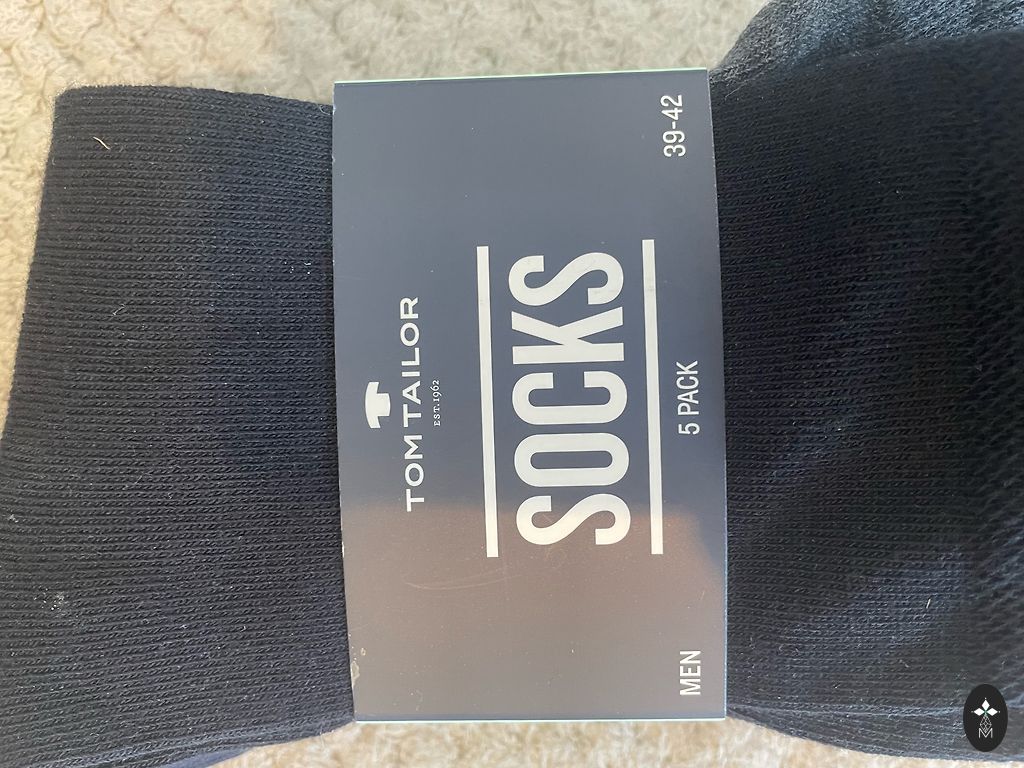 TOM TAILOR
EST. 1962
SOCKS
5 PACK
MEN
39-42